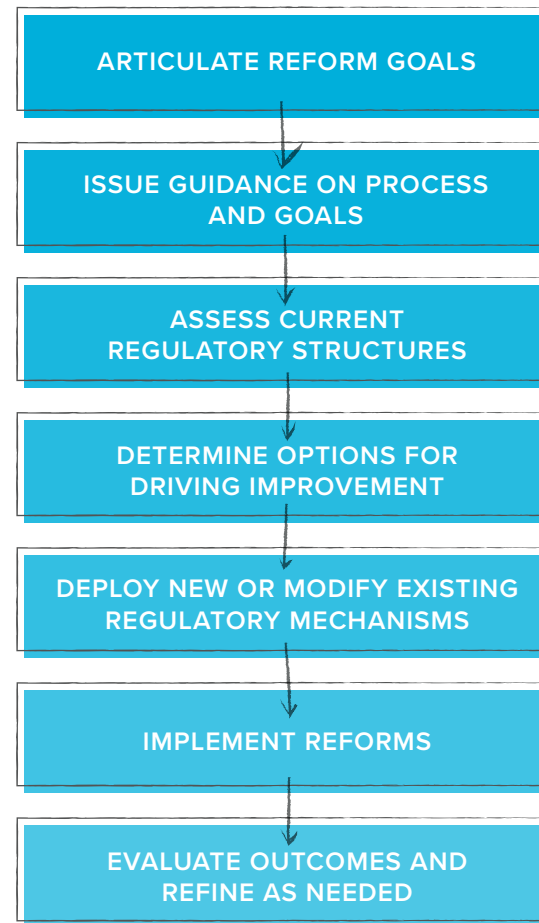 ARTICULATE REFORM GOALS
ISSUE GUIDANCE ON PROCESS
AND GOALS
ASSESS CURRENT
REGULATORY STRUCTURES
DETERMINE OPTIONS FOR
DRIVING IMPROVEMENT
DEPLOY NEW OR MODIFY EXISTING
REGULATORY MECHANISMS
IMPLEMENT REFORMS
EVALUATE OUTCOMES AND
REFINE AS NEEDED